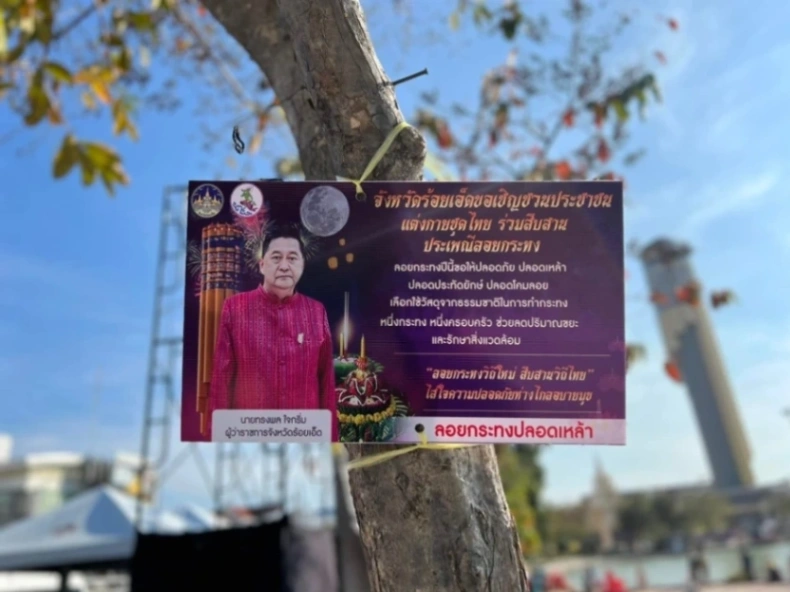 จังหวัดร้อยเอ็ดขอเชิญชวนประชาชน
แต่งกายชุดไทย ร่วมสืบสาน
ประเพณีลอยกระทง
ลอยกระทงปีนี้ขอให้ปลอดภัย ปลอดเหล้า
ปลอดประทัดยักษ์ ปลอดโคมลอย
เลือกใช้วัสดุจากธรรมชาติในการทำกระทง
หนึ่งกระทง หนึ่งครอบครัว ช่วยลดปริมาณขยะ
และรักษาสิ่งแวดล้อม
"ลอยกระทงวิถีใหม่ สืบสานวิถีไทย"
ใส่ใจความปลอดภัยห่างไกลอบายมุข
ลอยกระทงปลอดเหล้า
นายทรงพล ใจกริ่ม
ผู้ว่าราชการจังหวัดร้อยเอ็ด